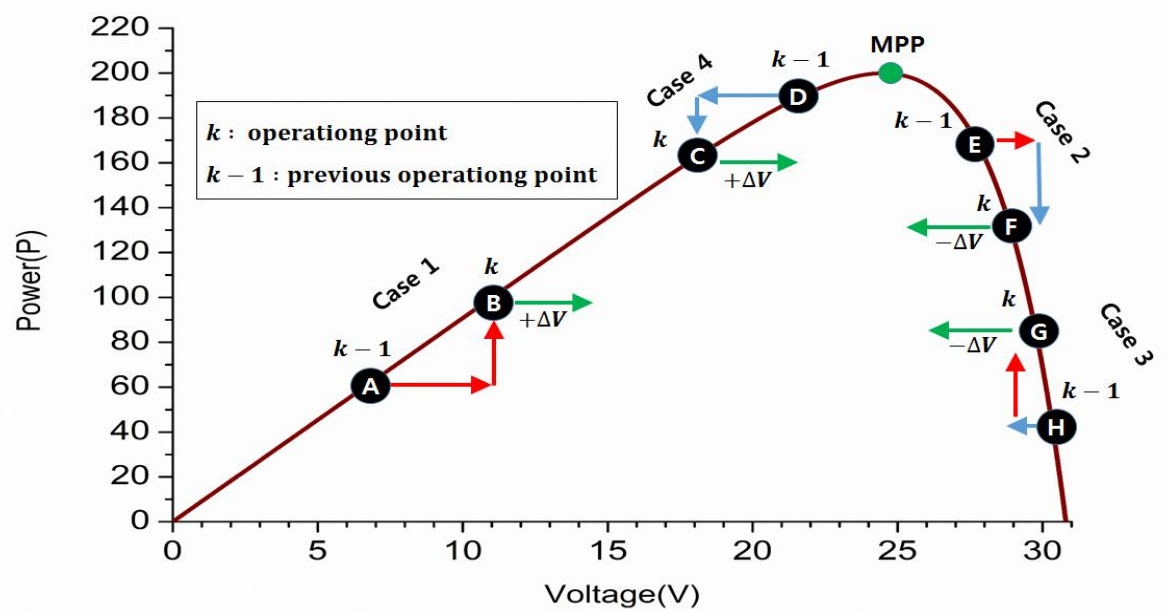 220
200
180
160
140
120
100
80
60
40
20
0
0 5 10 15 20 25 30
Power(P)
Voltage(V)
k : operationg point
k − 1 : previous operationg point
MPP
Case 4
k − 1
D
k
C
+ΔV
k − 1
E
Case 2
k
F
−ΔV
Case 1
k
B
+ΔV
k − 1
A
k
G
−ΔV
Case 3
k − 1
H